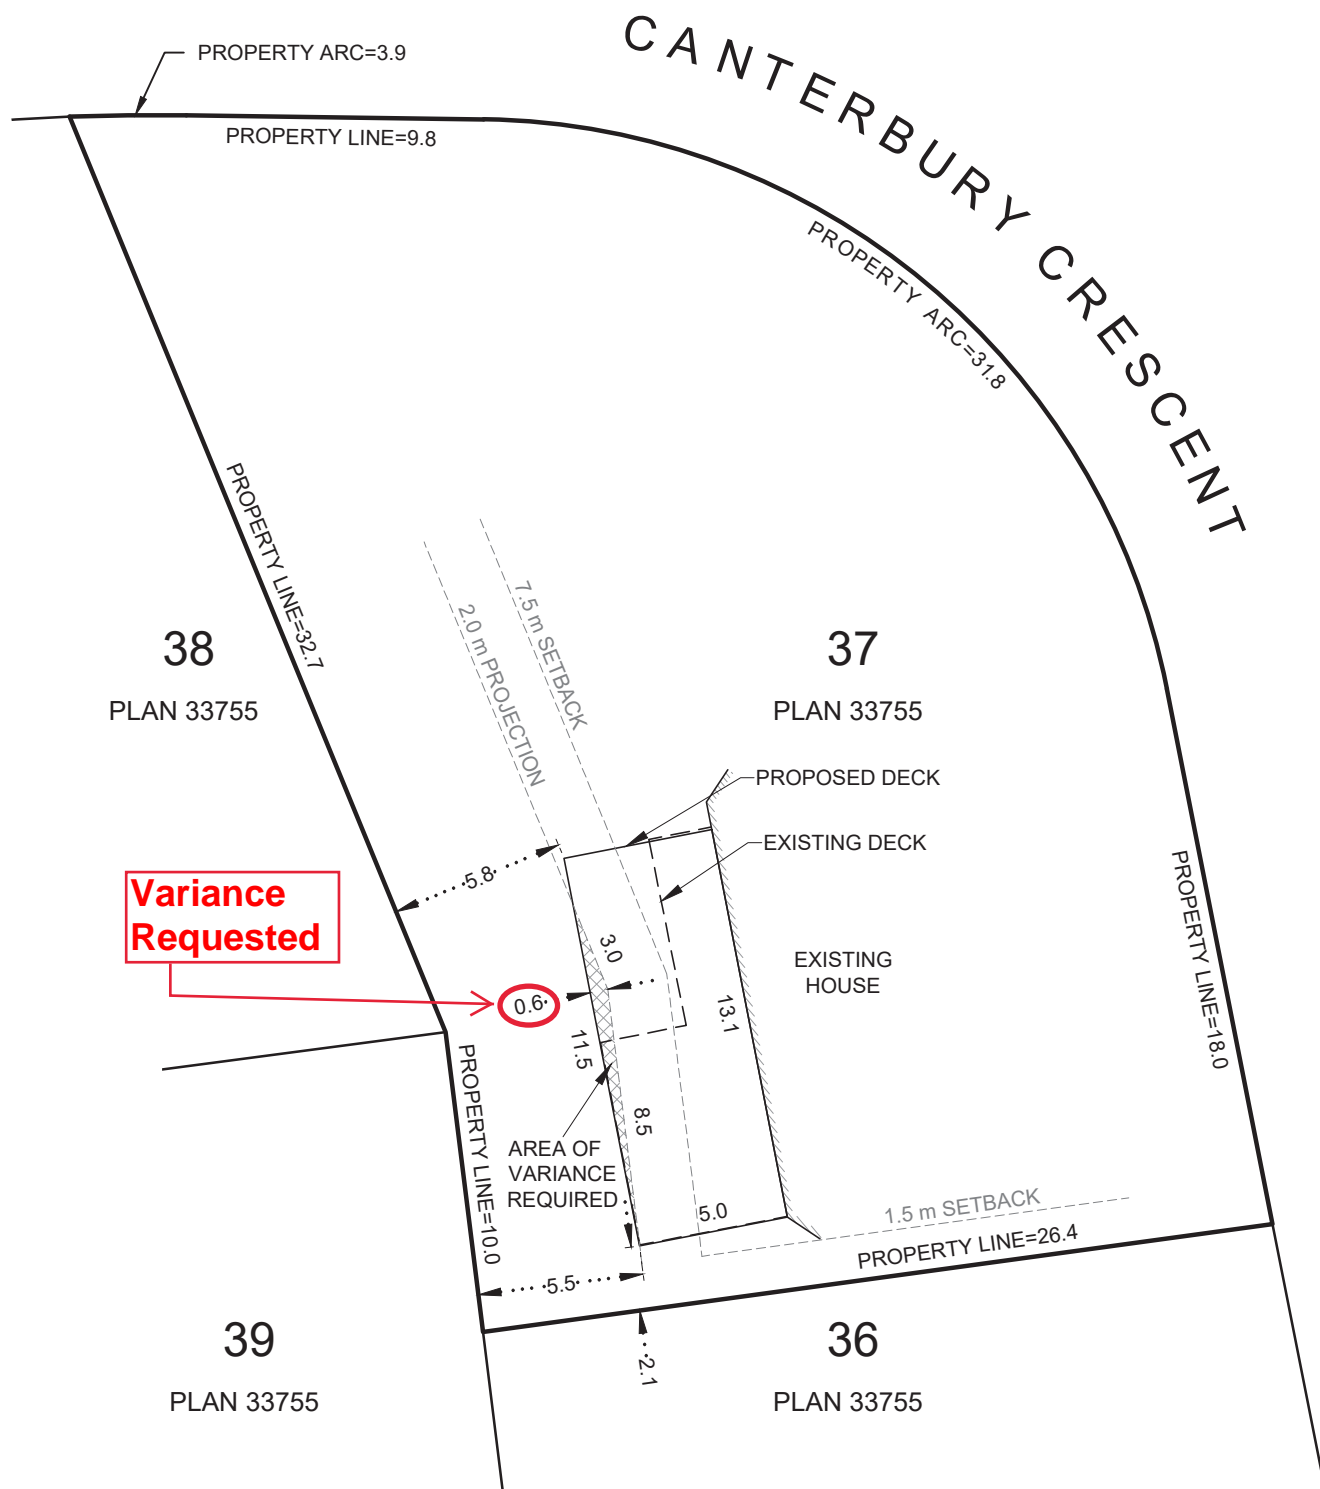 PROPERTY ARC=3.9
CANTERBURY CRESCENT
PROPERTY LINE=9.8
PROPERTY ARC=31.8
PROPERTY LINE=32.7
7.5 m SETBACK
2.0 m PROJECTION
38
PLAN 33755
37
PLAN 33755
PROPOSED DECK
EXISTING DECK
5.8
Variance
Requested
3.0
0.6
EXISTING
HOUSE
13.1
11.5
PROPERTY LINE=18.0
PROPERTY LINE=10.0
8.5
AREA OF
VARIANCE
REQUIRED
5.0
1.5 m SETBACK
PROPERTY LINE=26.4
5.5
2.1
39
PLAN 33755
36
PLAN 33755